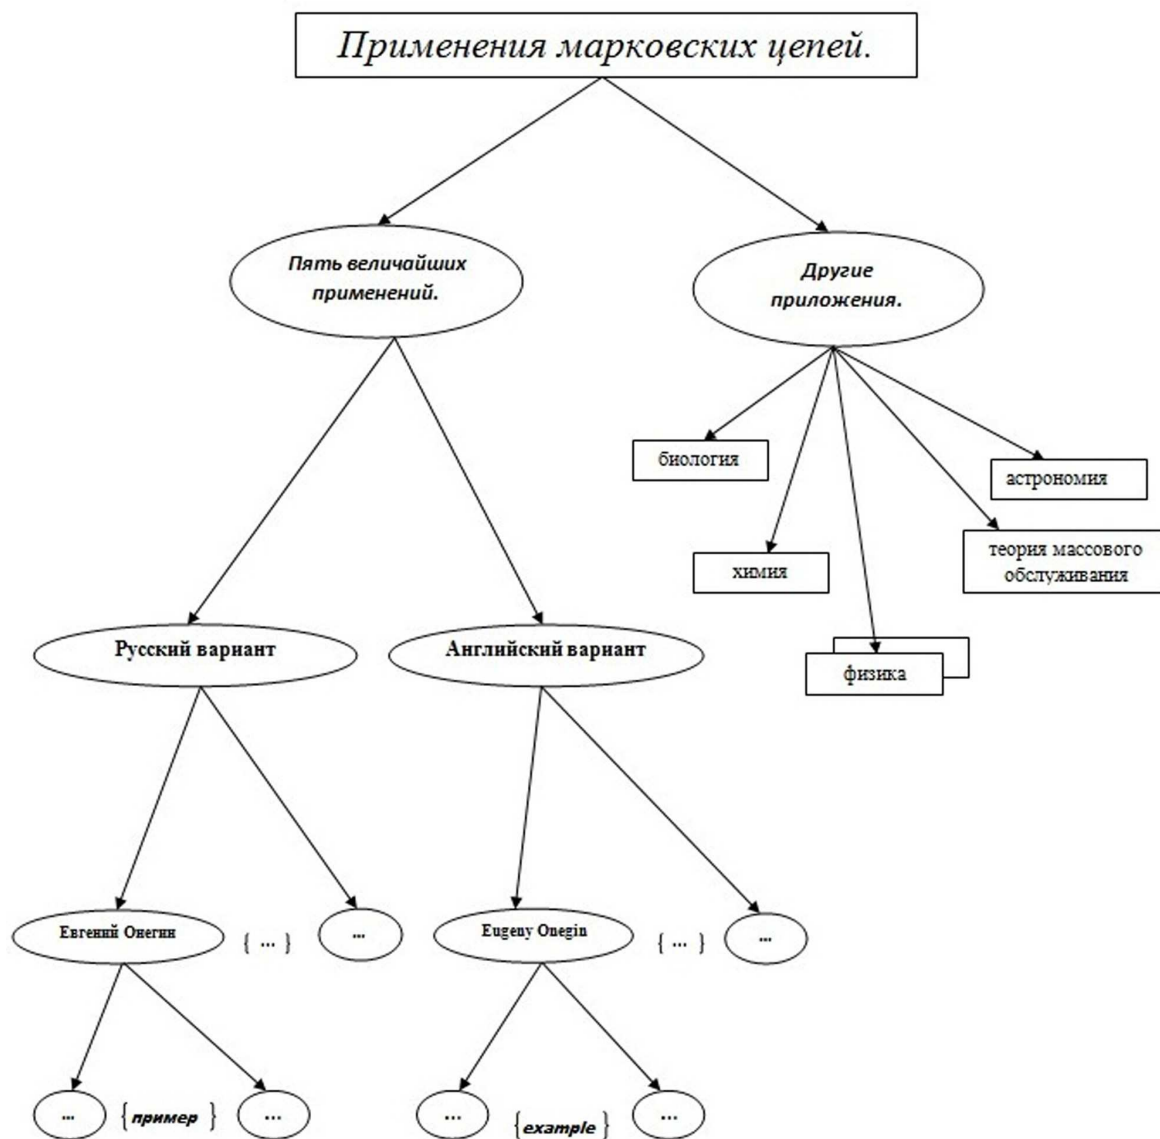 Применения марковских цепей.
Пять величайших
применений.
Другие
приложения.
биология
астрономия
химия
теория массового
обслуживания
физика
Русский вариант
Английский вариант
Евгений Онегин
{ ... }
...
Eugeny Onegin
{ ... }
...
...
{ пример }
...
...
{example }
...